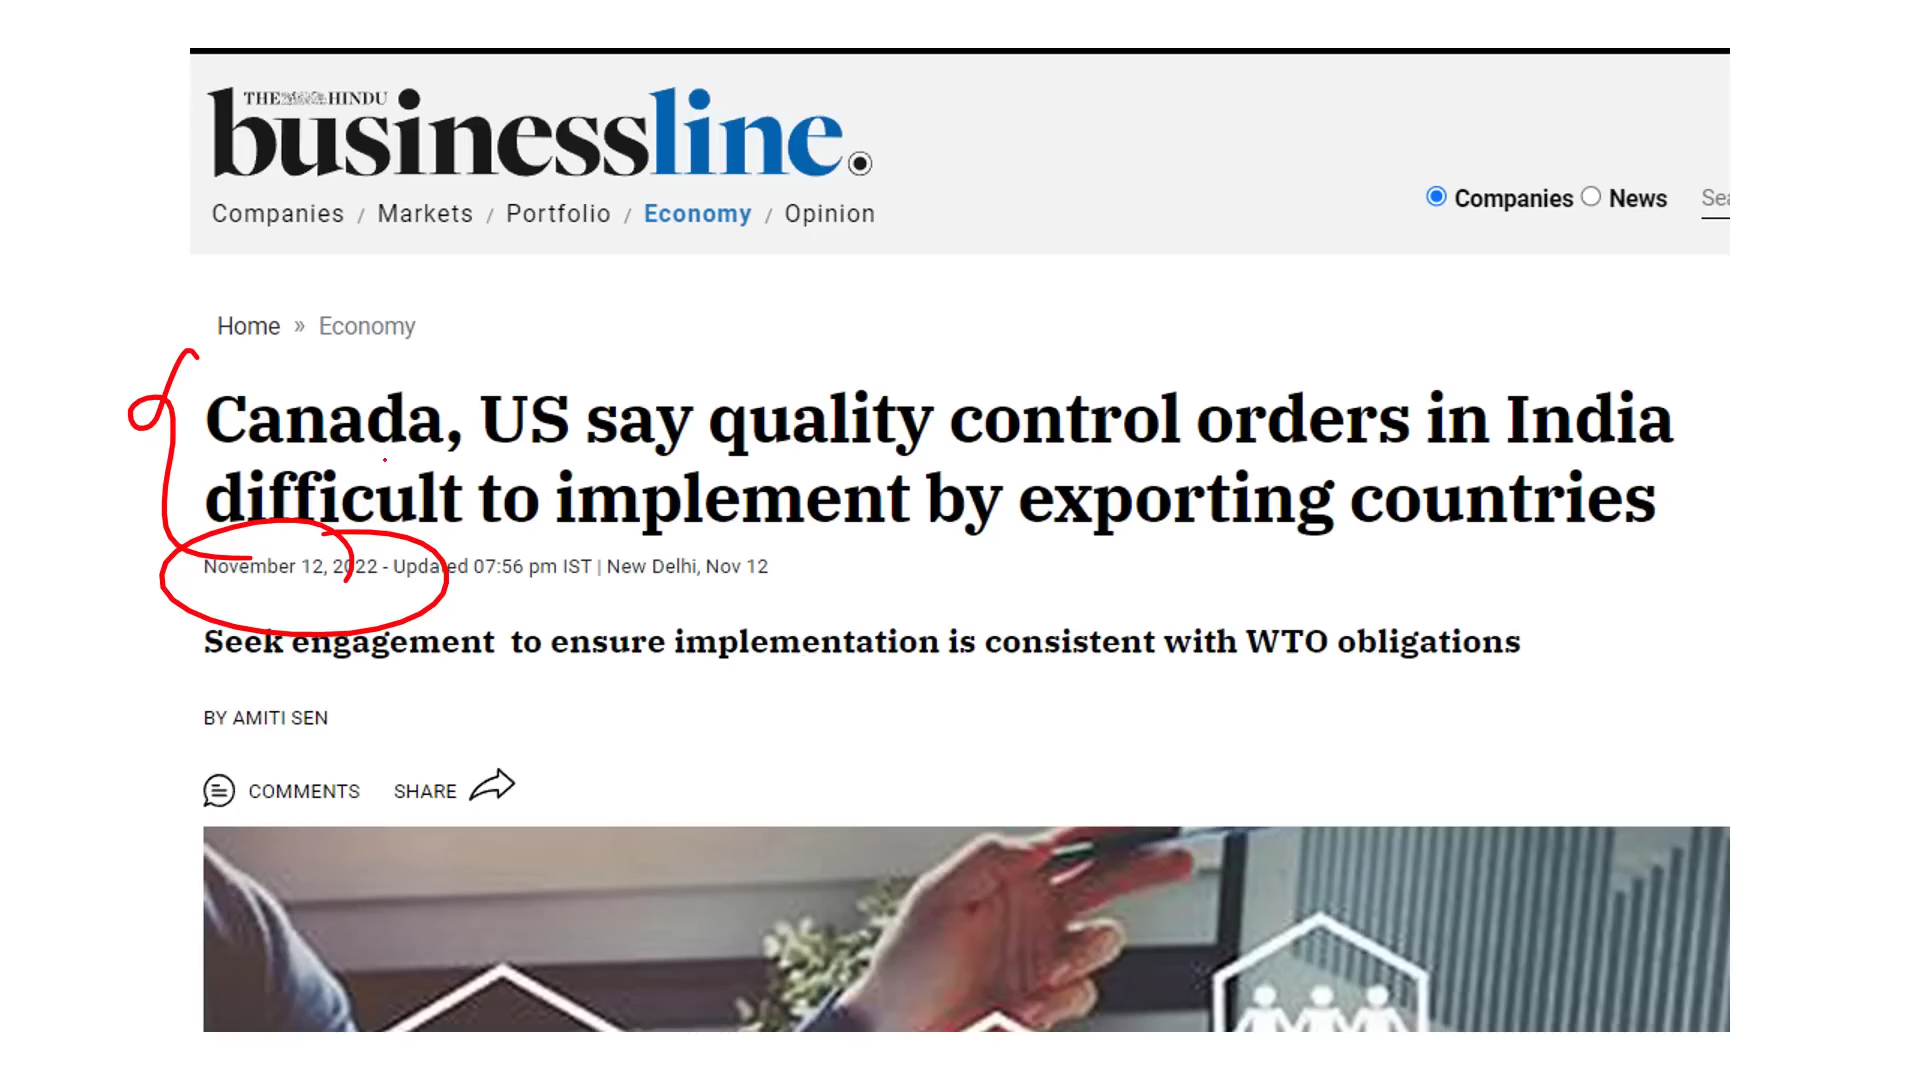 THE HINDU
businessline.
Companies / Markets / Portfolio / Economy / Opinion
Companies News
Home » Economy
Canada, US say quality control orders in India
difficult to implement by exporting countries
November 12, 2022 - Updated 07:56 pm IST | New Delhi, Nov 12
Seek engagement to ensure implementation is consistent with WTO obligations
BY AMITI SEN
COMMENTS SHARE